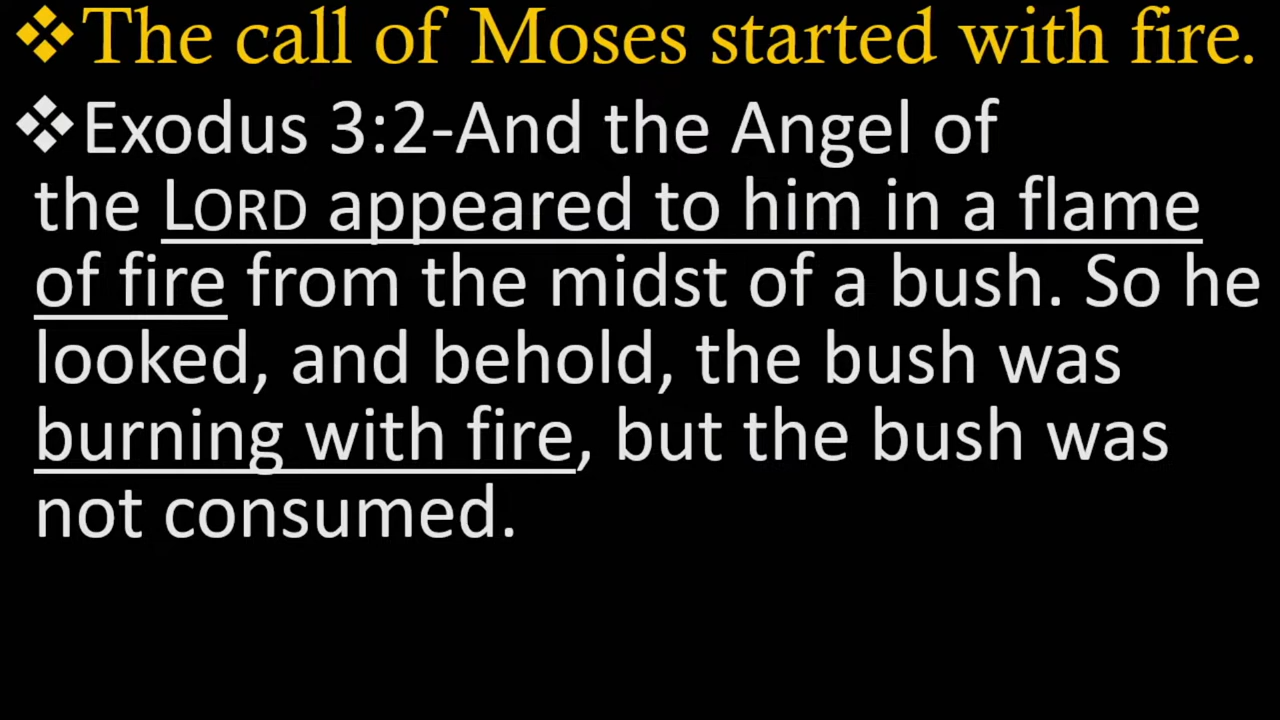 ❖The call of Moses started with fire.
❖Exodus 3:2-And the Angel of
the LORD appeared to him in a flame
of fire from the midst of a bush. So he
looked, and behold, the bush was
burning with fire, but the bush was
not consumed.